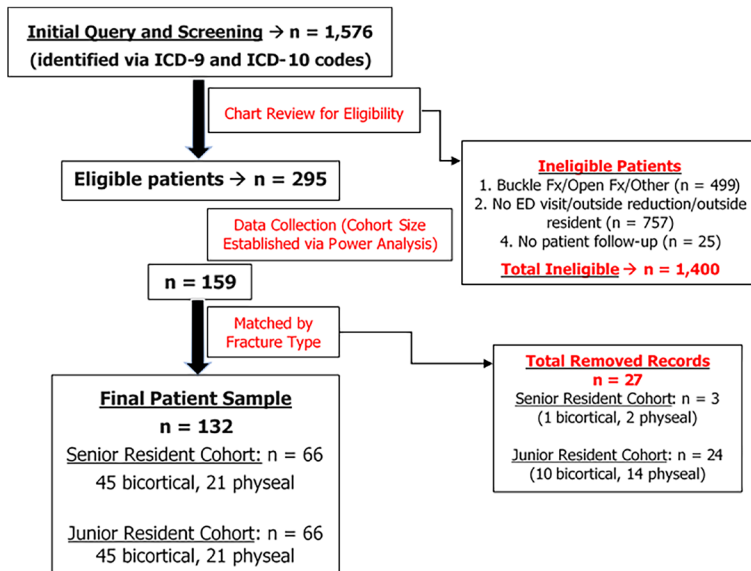 Initial Query and Screening → n = 1,576
(identified via ICD-9 and ICD-10 codes)
Chart Review for Eligibility
Ineligible Patients
1. Buckle Fx/Open Fx/Other (n = 499)
2. No ED visit/outside reduction/outside
resident (n = 757)
4. No patient follow-up (n = 25)
Total Ineligible → n = 1,400
Eligible patients → n = 295
Data Collection (Cohort Size
Established via Power Analysis)
n = 159
Matched by
Fracture Type
Total Removed Records
n = 27
Senior Resident Cohort: n = 3
(1 bicortical, 2 physeal)
Junior Resident Cohort: n = 24
(10 bicortical, 14 physeal)
Final Patient Sample
n = 132
Senior Resident Cohort: n = 66
45 bicortical, 21 physeal
Junior Resident Cohort: n = 66
45 bicortical, 21 physeal